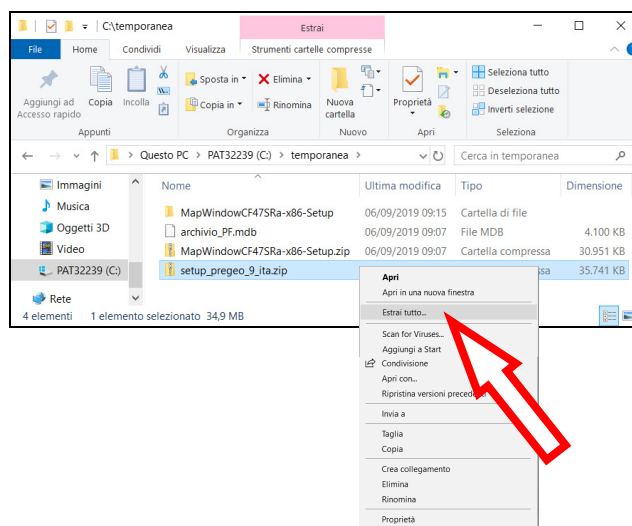 C:\temporanea
Estrai
File Home Condividi Visualizza Strumenti cartelle compresse
Aggiungi ad
Accesso rapido
Copia
Incolla
Sposta in
Copia in
Elimina
Rinomina
Nuova
cartella
Proprietà
Seleziona tutto
Deseleziona tutto
Inverti selezione
Appunti Organizza Nuovo Apri Seleziona
Questo PC > PAT32239 (C:) > temporanea >
Cerca in temporanea
Nome Ultima modifica Tipo Dimensione
Immagini
Musica
Oggetti 3D
Video
PAT32239 (C:)
Rete
MapWindowCF47SRa-x86-Setup 06/09/2019 09:15 Cartella di file
archivio_PF.mdb 06/09/2019 09:07 File MDB 4.100 KB
MapWindowCF47SRa-x86-Setup.zip 06/09/2019 09:07 Cartella compressa 30.951 KB
setup_pregeo_9_ita.zip 35.741 KB
4 elementi 1 elemento selezionato 34,9 MB
Apri
Apri in una nuova finestra
Estrai tutto...
Scan for Viruses...
Aggiungi a Start
Condivisione
Apri con...
Ripristina versioni
Invia a
Taglia
Copia
Crea collegamento
Elimina
Rinomina
Proprietà